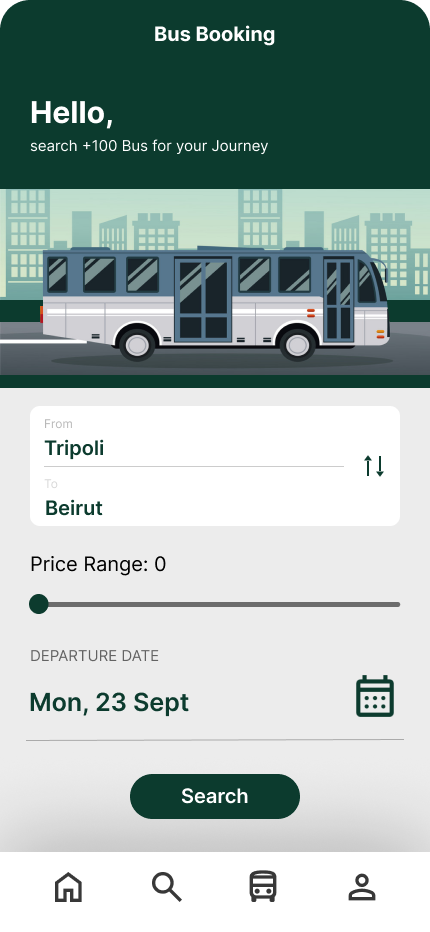 Bus Booking
Hello,
search +100 Bus for your Journey
From
Tripoli
To
Beirut
Price Range: 0
DEPARTURE DATE
Mon, 23 Sept
Search